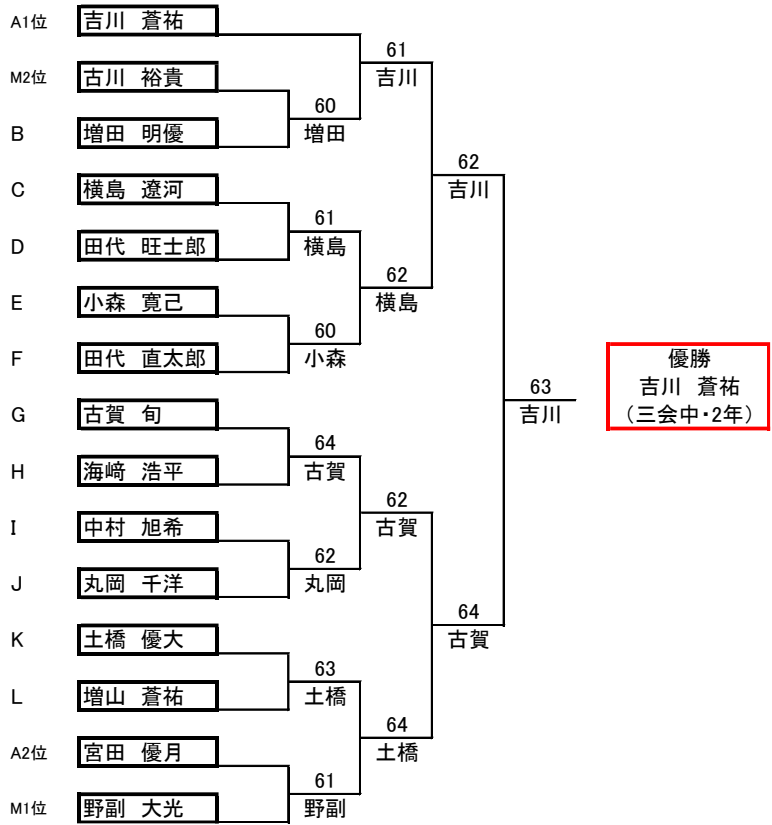 A1位 吉川 蒼祐
61
吉川
M2位 古川 裕貴
60
増田
B 増田 明優
62
吉川
C 横島 遼河
61
横島
D 田代 旺士郎
62
横島
E 小森 寛己
60
小森
F 田代 直太郎
63
吉川
優勝
吉川 蒼祐
(三会中・2年)
G 古賀 旬
64
古賀
H 海﨑 浩平
62
古賀
I 中村 旭希
62
丸岡
J 丸岡 千洋
64
古賀
K 土橋 優大
63
土橋
L 増山 蒼祐
64
土橋
A2位 宮田 優月
61
野副
M1位 野副 大光